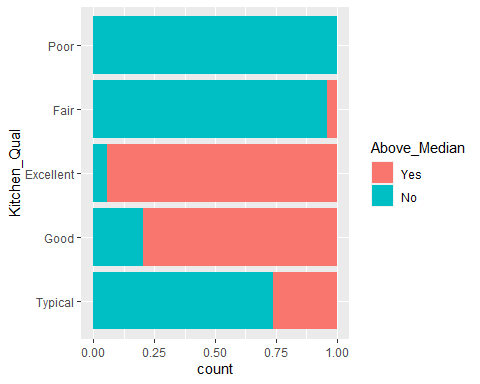 Poor
Fair
Excellent
Good
Typical
Kitchen_Qual
0.00 0.25 0.50 0.75 1.00
count
Above_Median
Yes
No